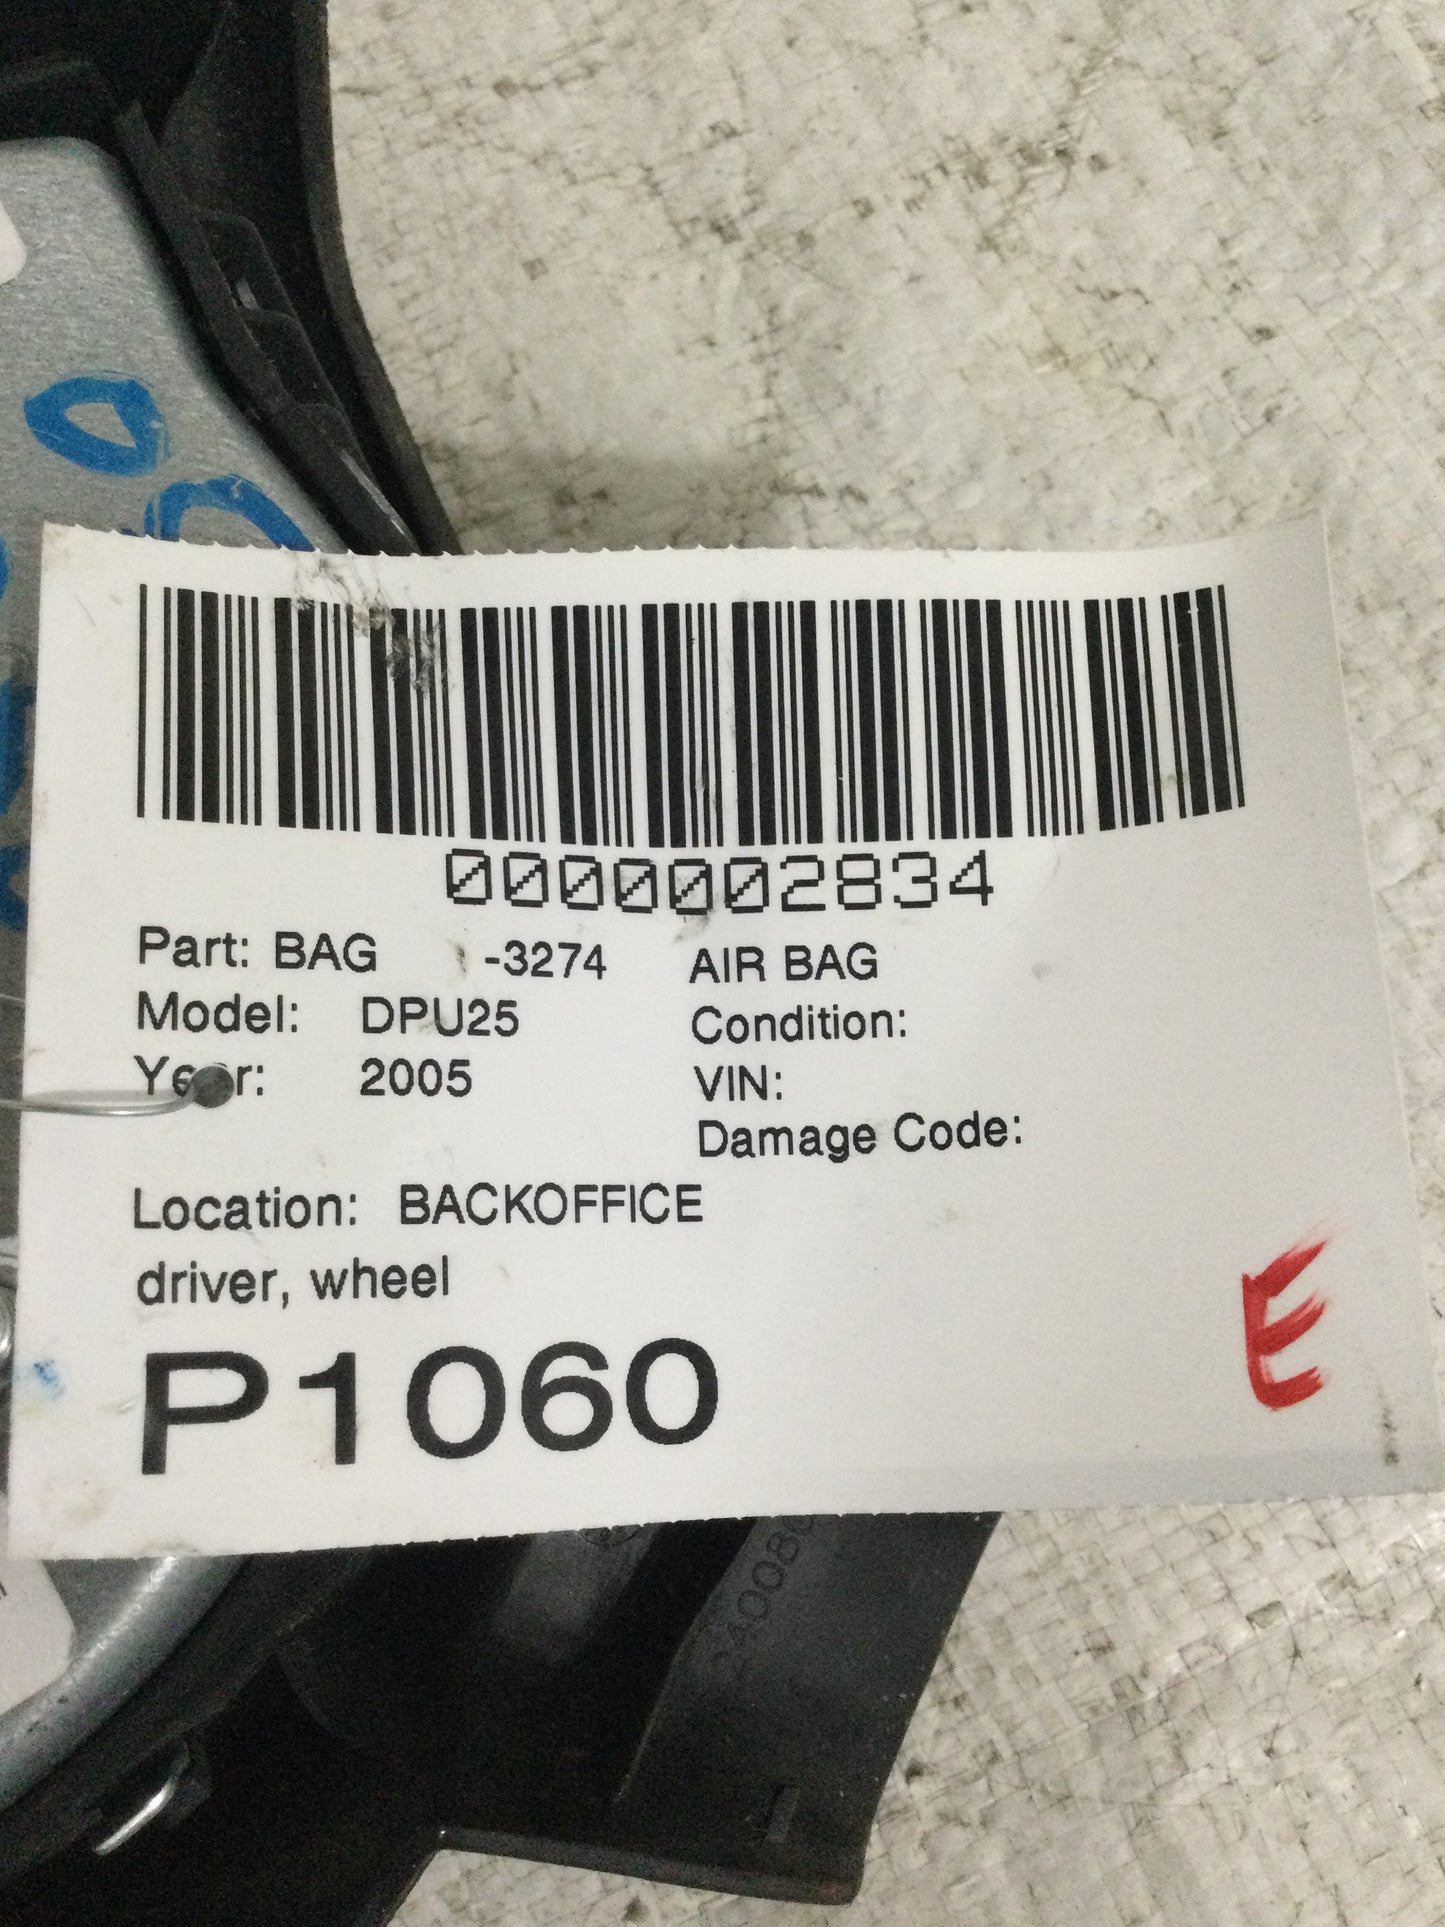 0000002834
Part: BAG -3274 AIR BAG
Model: DPU25 Condition:
Year: 2005 VIN:
Damage Code:
Location: BACKOFFICE
driver, wheel
P1060
E